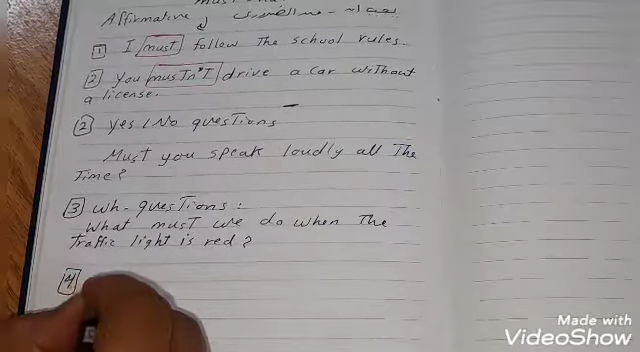 Affirmative
1 I must follow The school rules.
2 you musTn'T drive a car without
a license.
2 yes / No quesTions
Must you speak loudly all The
Time?
3 wh- quesTions:
What must we do when The
Traffic light is red?
4
Made with
VideoShow